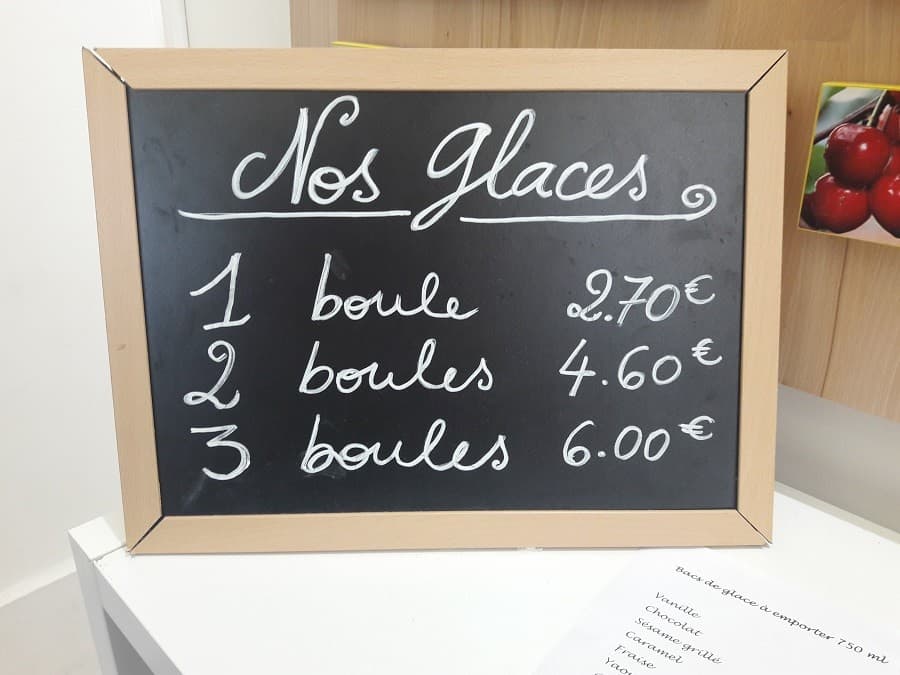 Nos glaces
1 boule 2.70€
2 boules 4.60€
3 boules 6.00€
Bacs de glace à emporter 750 ml
Vanille
Chocolat
Sésame grillé
Caramel
Fraise